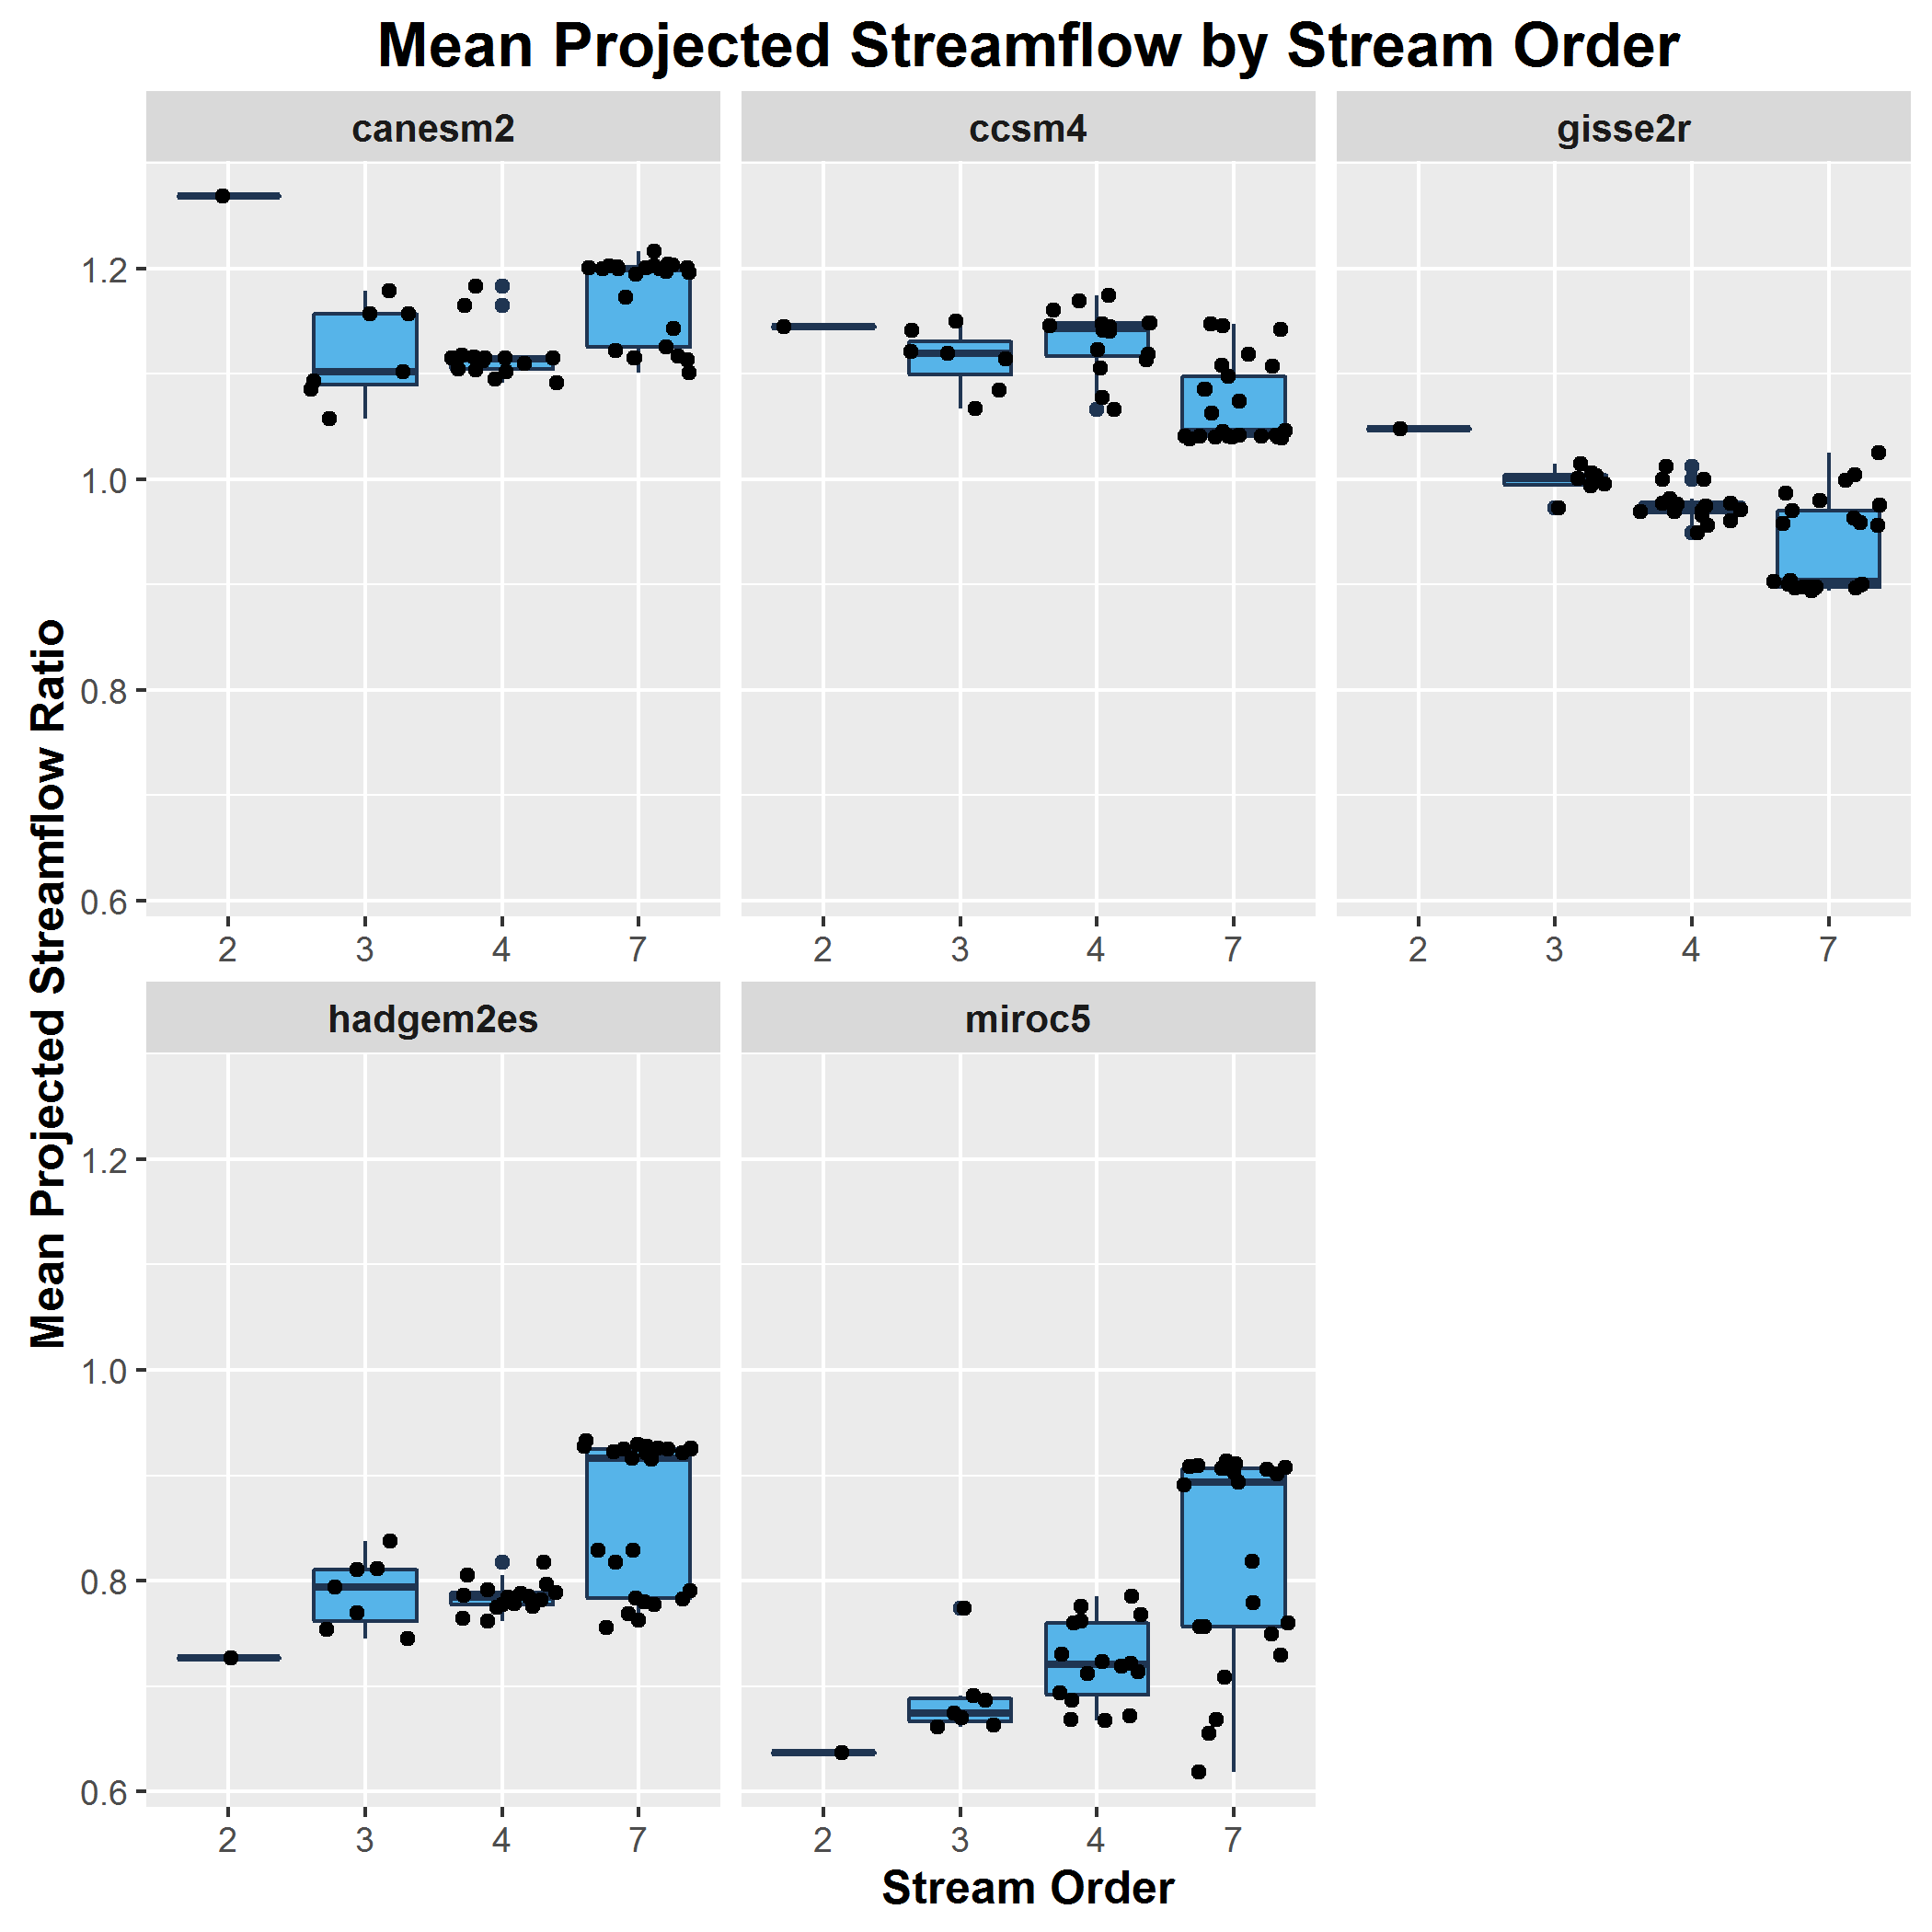 Mean Projected Streamflow by Stream Order
canesm2 ccsm4 gisse2r
1.2
1.0
0.8
0.6
2 3 4 7 2 3 4 7 2 3 4 7
Mean Projected Streamflow Ratio
hadgem2es miroc5
1.2
1.0
0.8
0.6
2 3 4 7 2 3 4 7
Stream Order